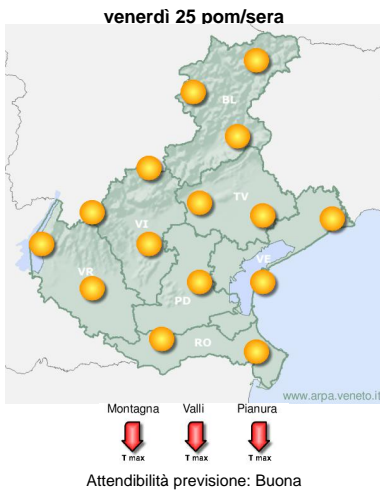 venerdì 25 pom/sera
BL
TV
VI
VE
VR
PD
RO
www.arpa.veneto.it
Montagna Valli Pianura
T max T max T max
Attendibilità previsione: Buona